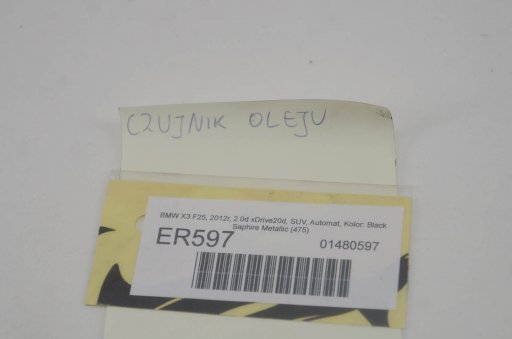 CZUJNIK OLEJU
BMW X3 F25, 2012r, 2.0d xDrive20d, SUV, Automat, Kolor: Black
Saphire Metallic (475)
ER597
01480597